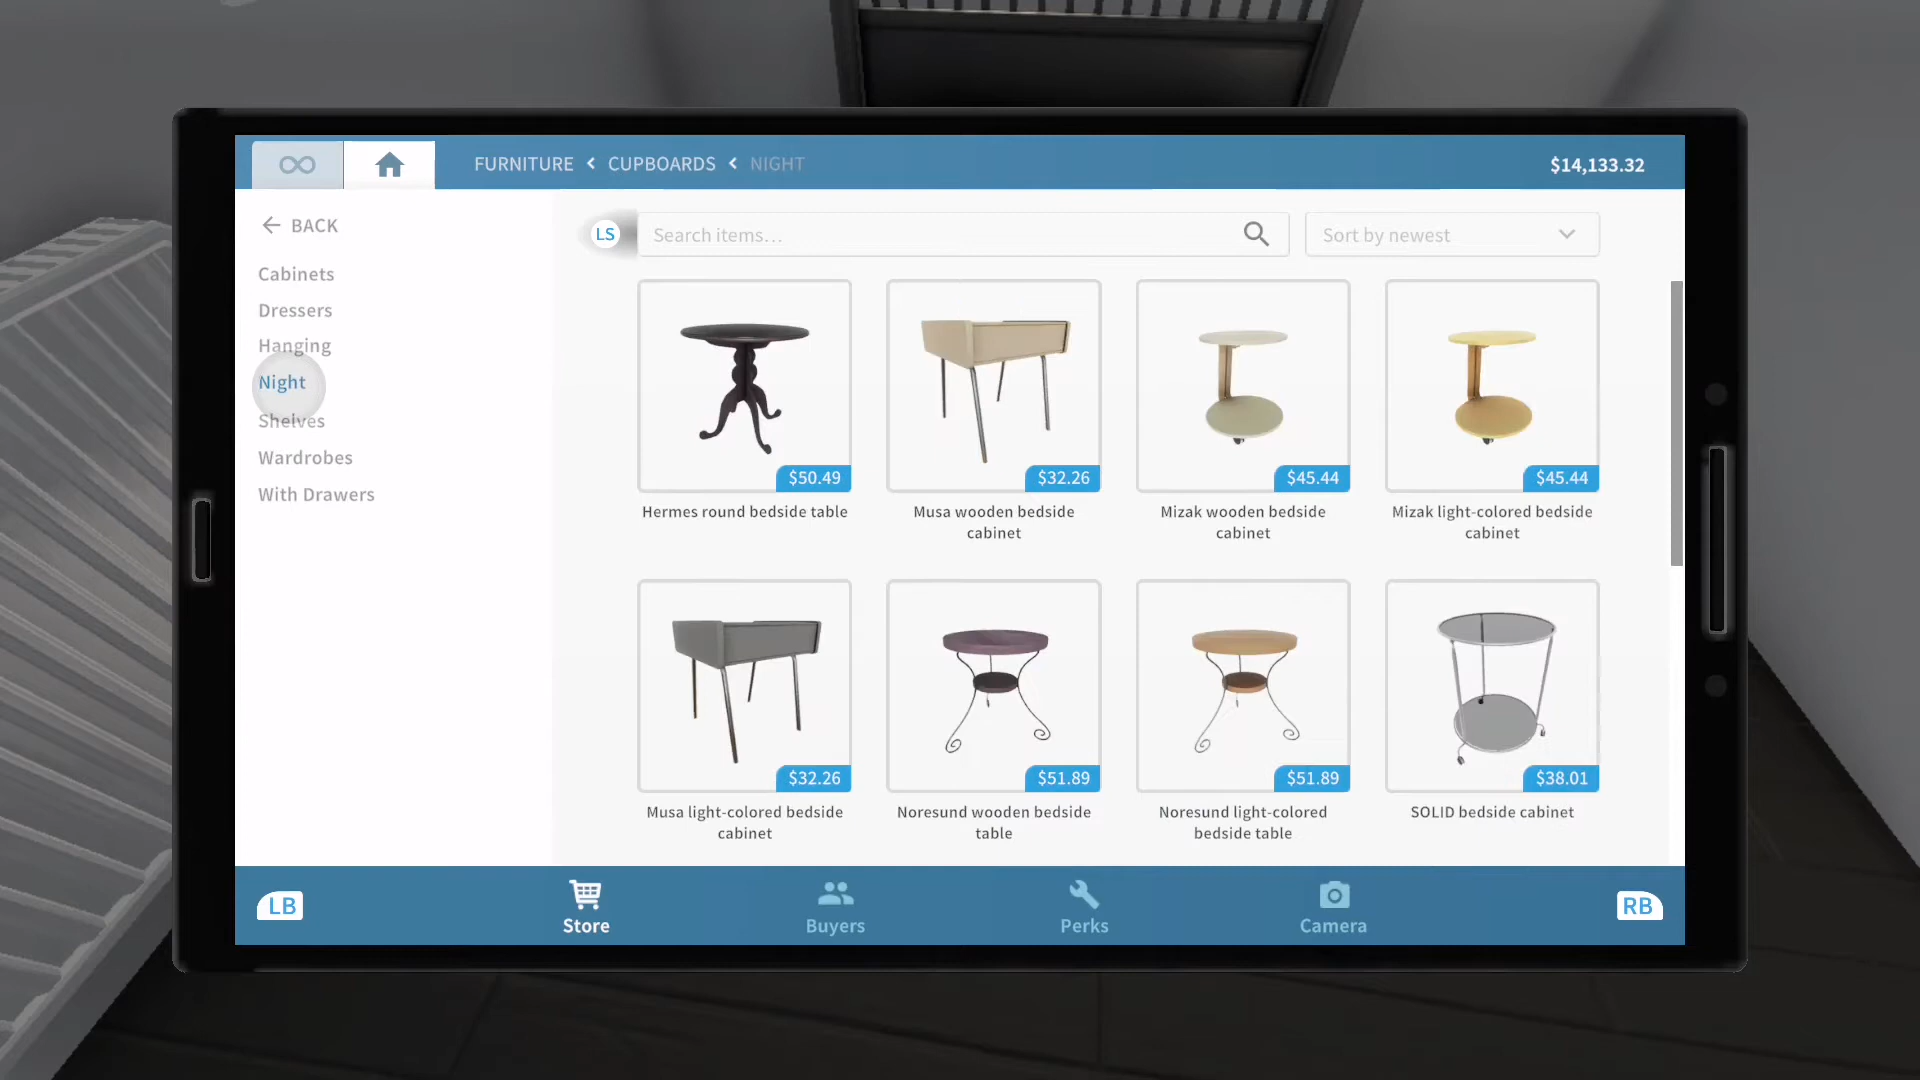 FURNITURE < CUPBOARDS < NIGHT
$14,133.32
BACK
Cabinets
Dressers
Hanging
Night
Shelves
Wardrobes
With Drawers
LS
Search items...
Sort by newest
$50.49
Hermes round bedside table
$32.26
Musa wooden bedside
cabinet
$45.44
Mizak wooden bedside
cabinet
$45.44
Mizak light-colored bedside
cabinet
$32.26
Musa light-colored bedside
cabinet
$51.89
Noresund wooden bedside
table
$51.89
Noresund light-colored
bedside table
$38.01
SOLID bedside cabinet
LB
Store
Buyers
Perks
Camera
RB